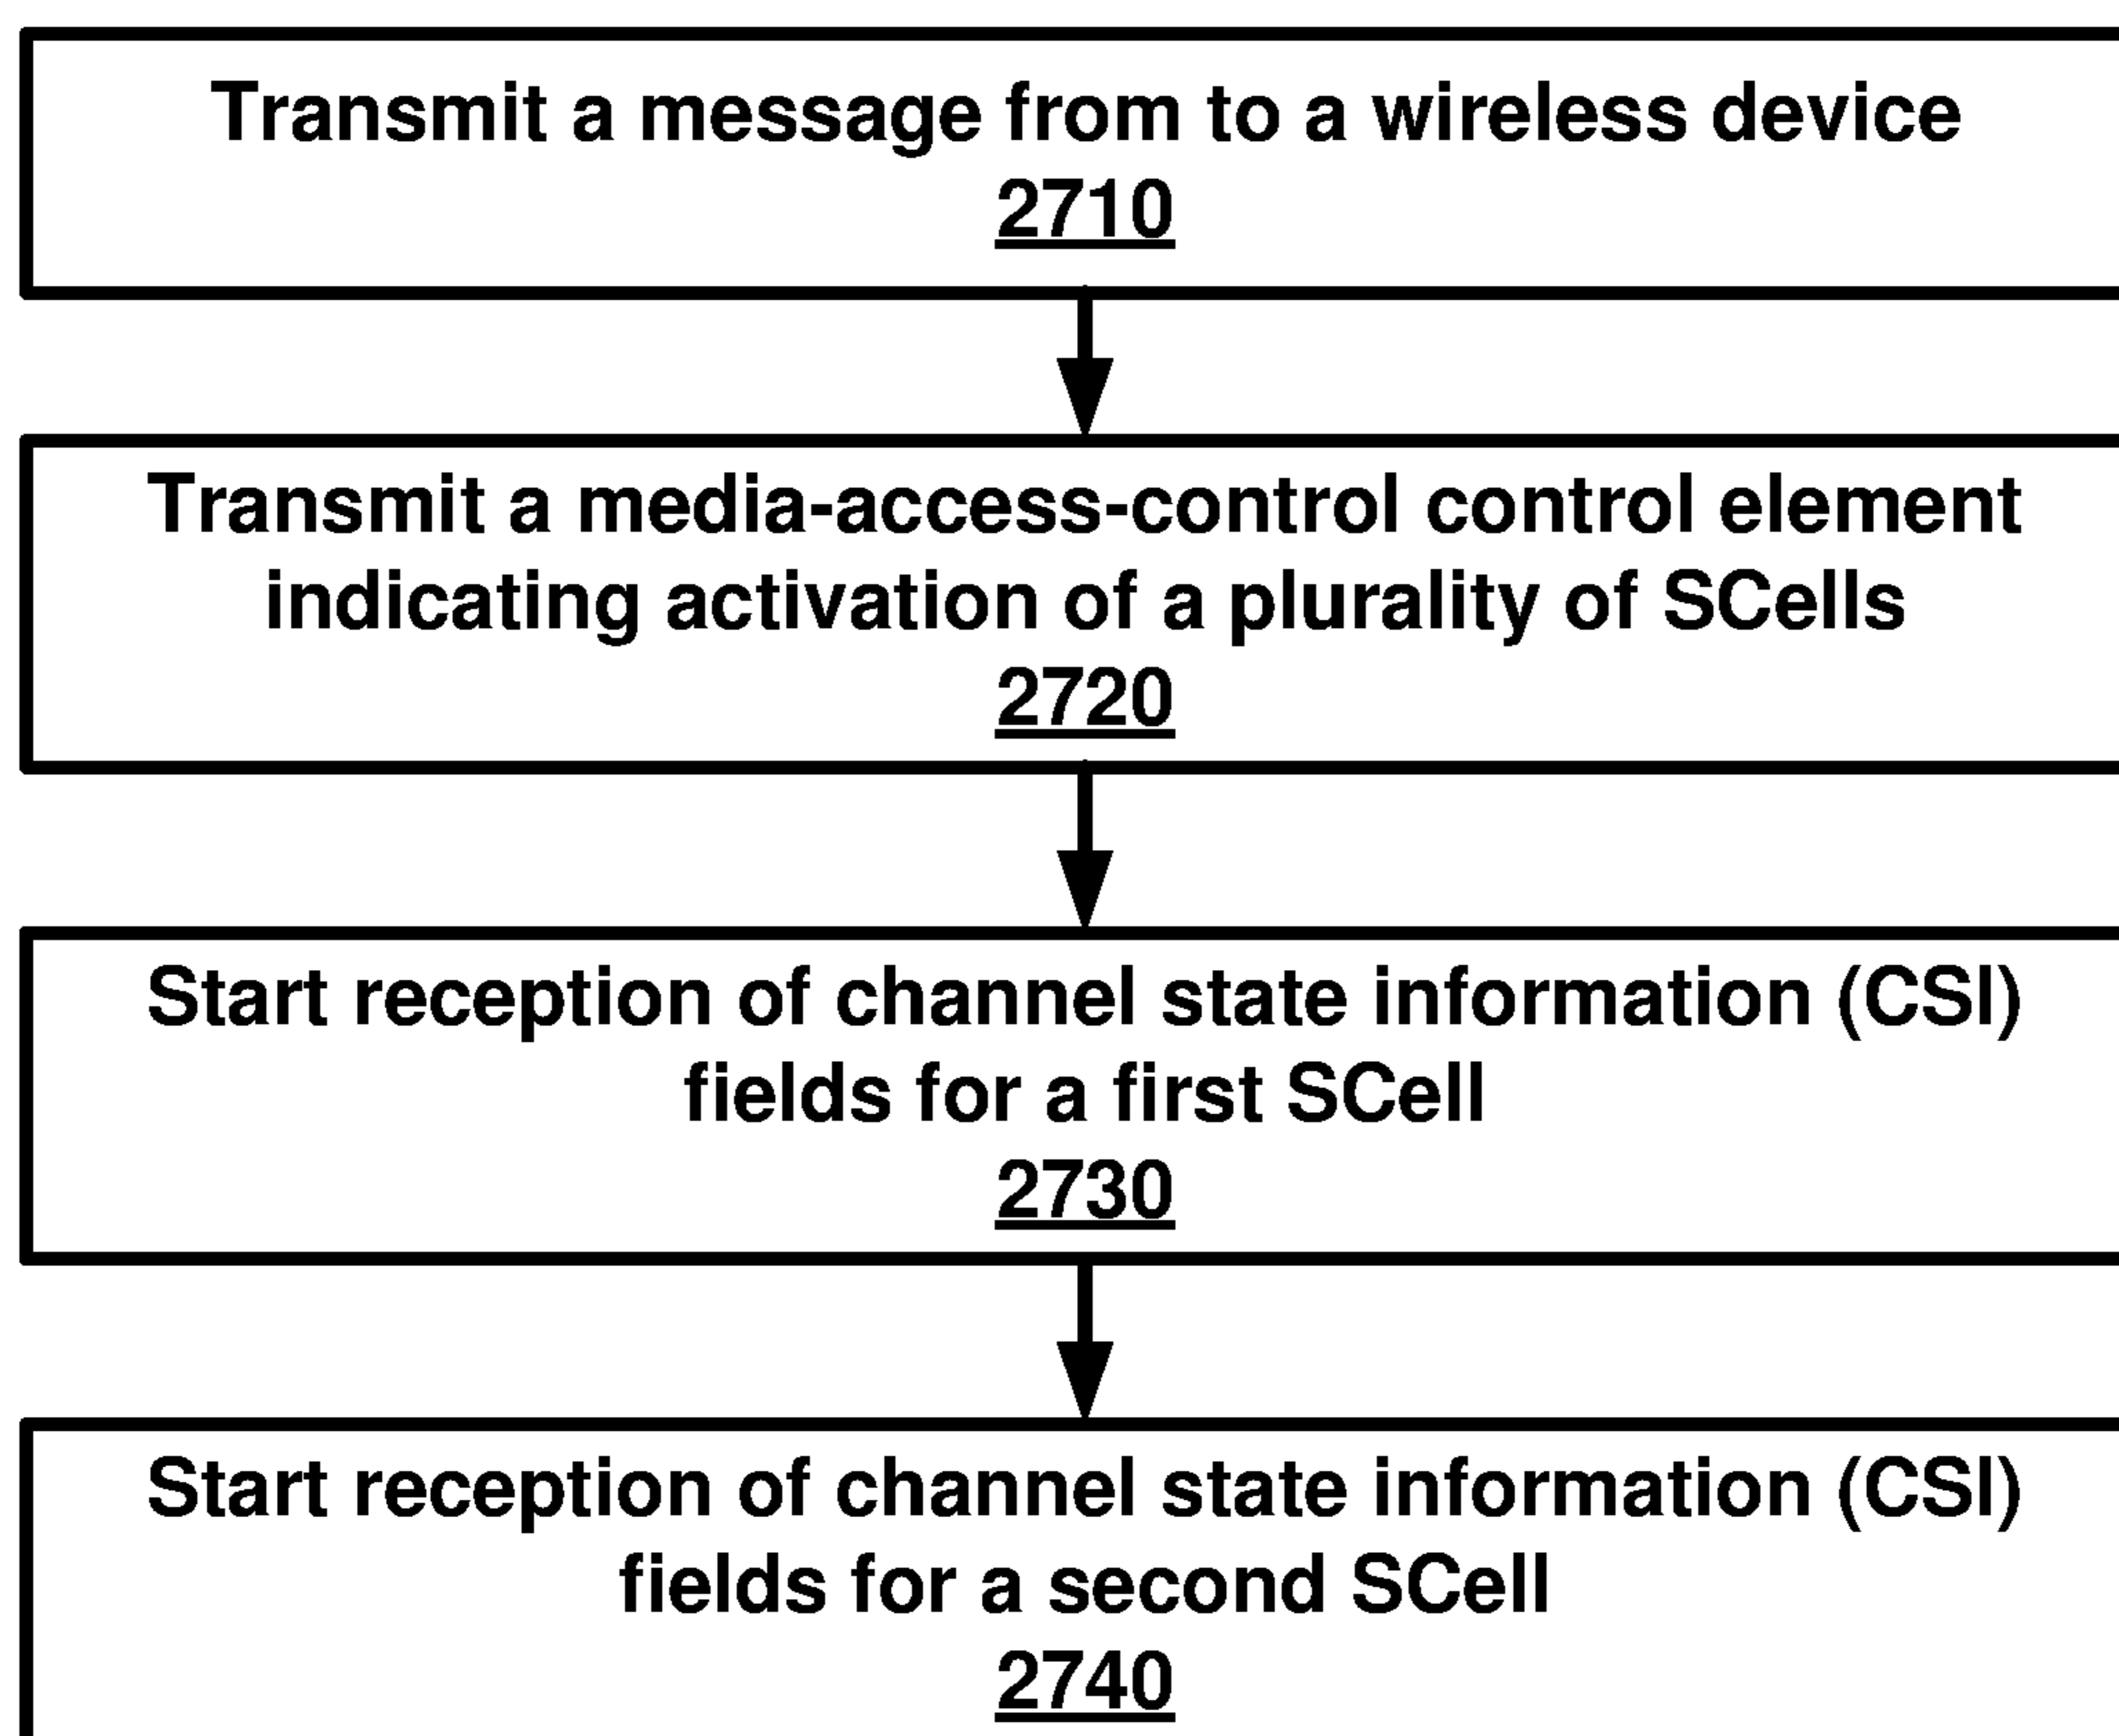 Transmit a message from to a wireless device
2710
Transmit a media-access-control control element
indicating activation of a plurality of SCells
2720
Start reception of channel state information (CSI)
fields for a first SCell
2730
Start reception of channel state information (CSI)
fields for a second SCell
2740